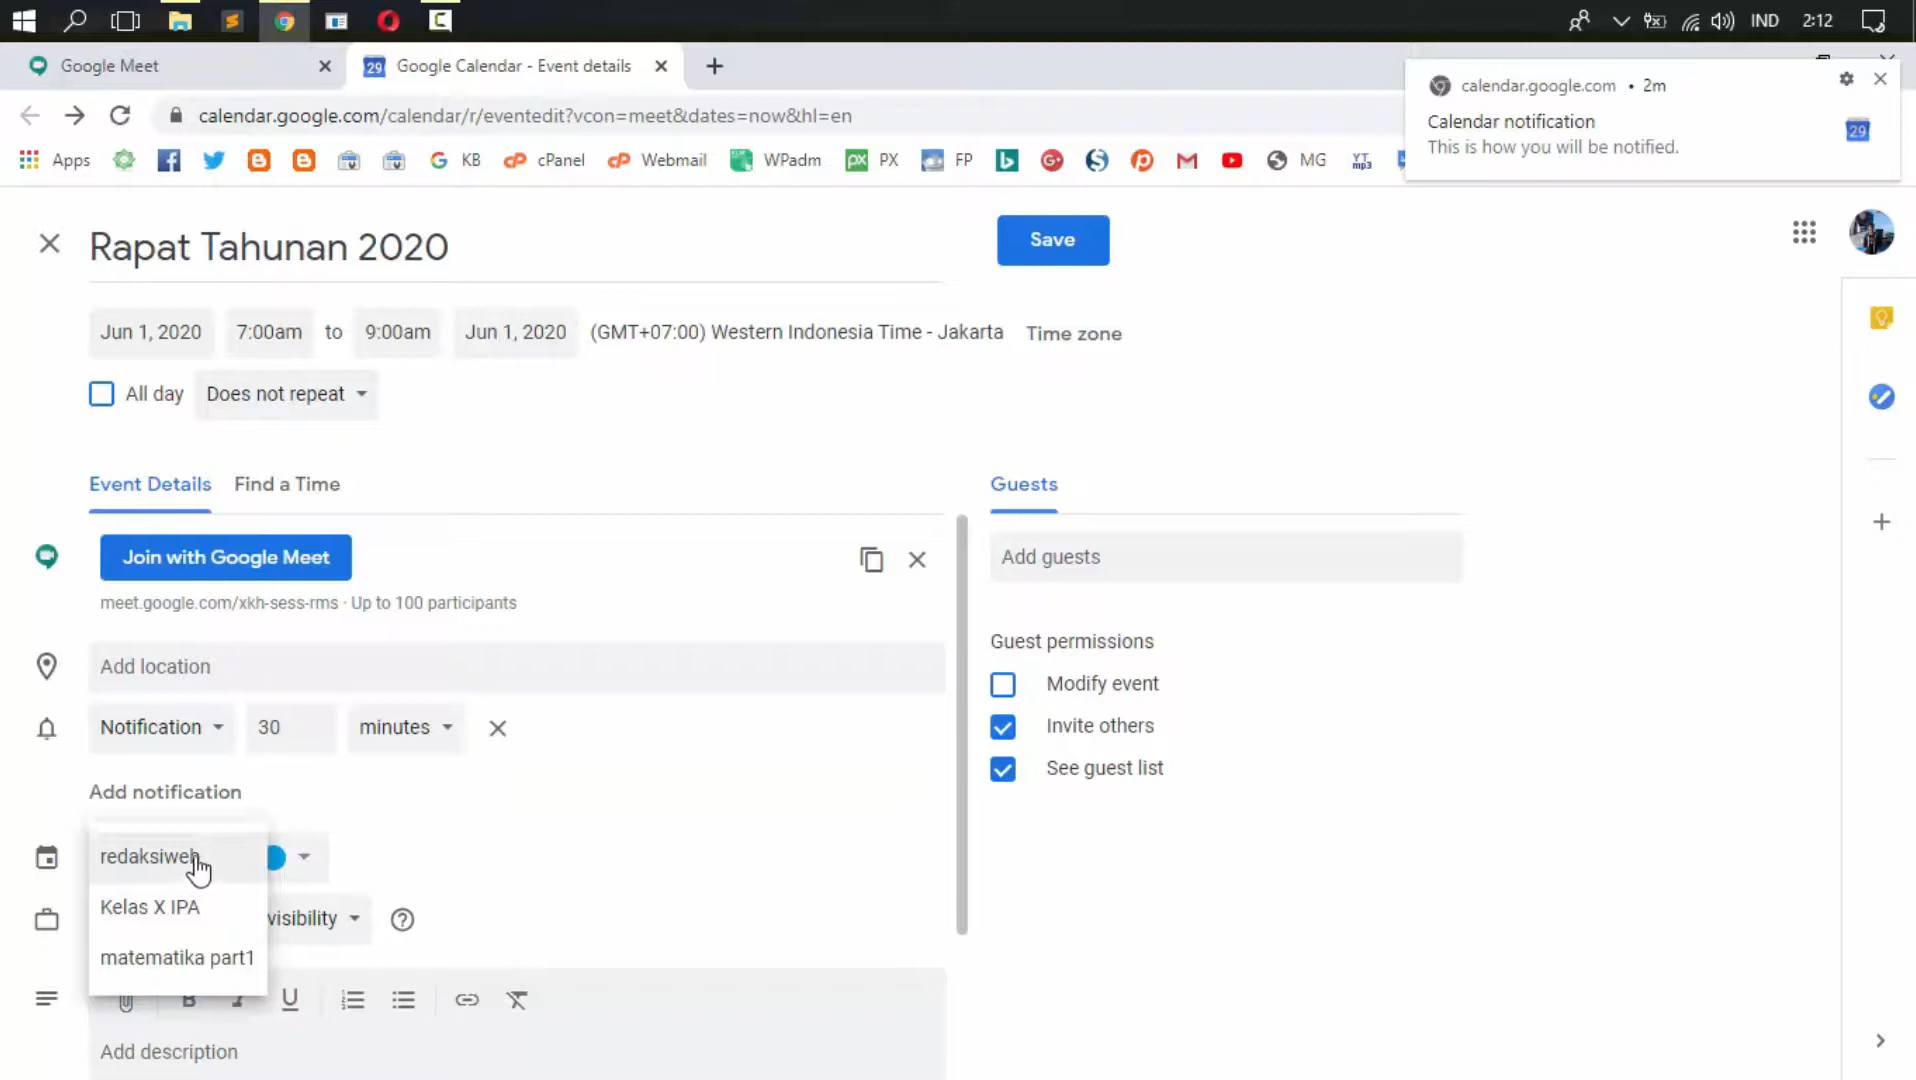 IND
2:12
Google Meet
29 Google Calendar - Event details
calendar.google.com/calendar/r/eventedit?vcon=meet&dates=now&hl=en
calendar.google.com • 2m
Calendar notification
This is how you will be notified.
29
Apps
KB
cPanel
Webmail
WPadm
PX PX
FP
MG
YT mp3
Rapat Tahunan 2020
Save
Jun 1, 2020 7:00am to 9:00am Jun 1, 2020 (GMT+07:00) Western Indonesia Time - Jakarta Time zone
All day Does not repeat
Event Details Find a Time
Guests
Join with Google Meet
meet.google.com/xkh-sess-rms · Up to 100 participants
Add guests
Guest permissions
Add location
Modify event
Notification 30 minutes
Invite others
See guest list
Add notification
redaksiweb
Kelas X IPA
visibility
matematika part1
B I U
Add description